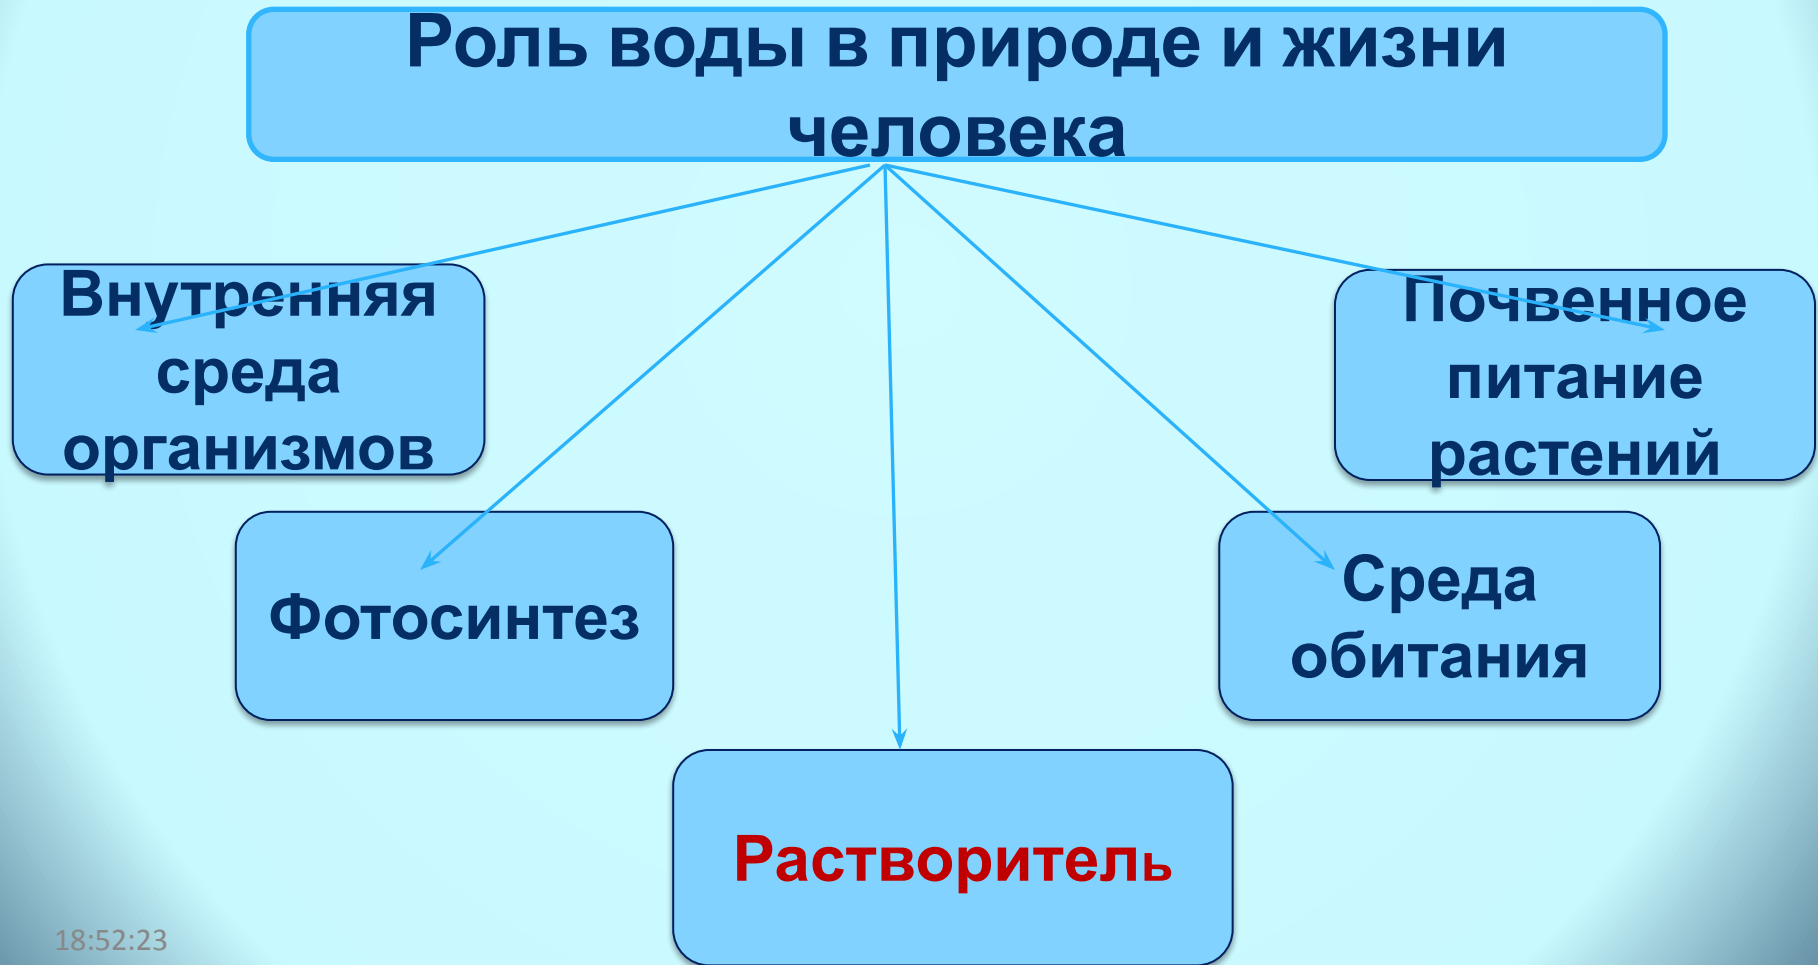 Роль воды в природе и жизни
человека
Внутренняя
среда
организмов
Почвенное
питание
растений
Фотосинтез
Среда
обитания
Растворитель
18:52:23